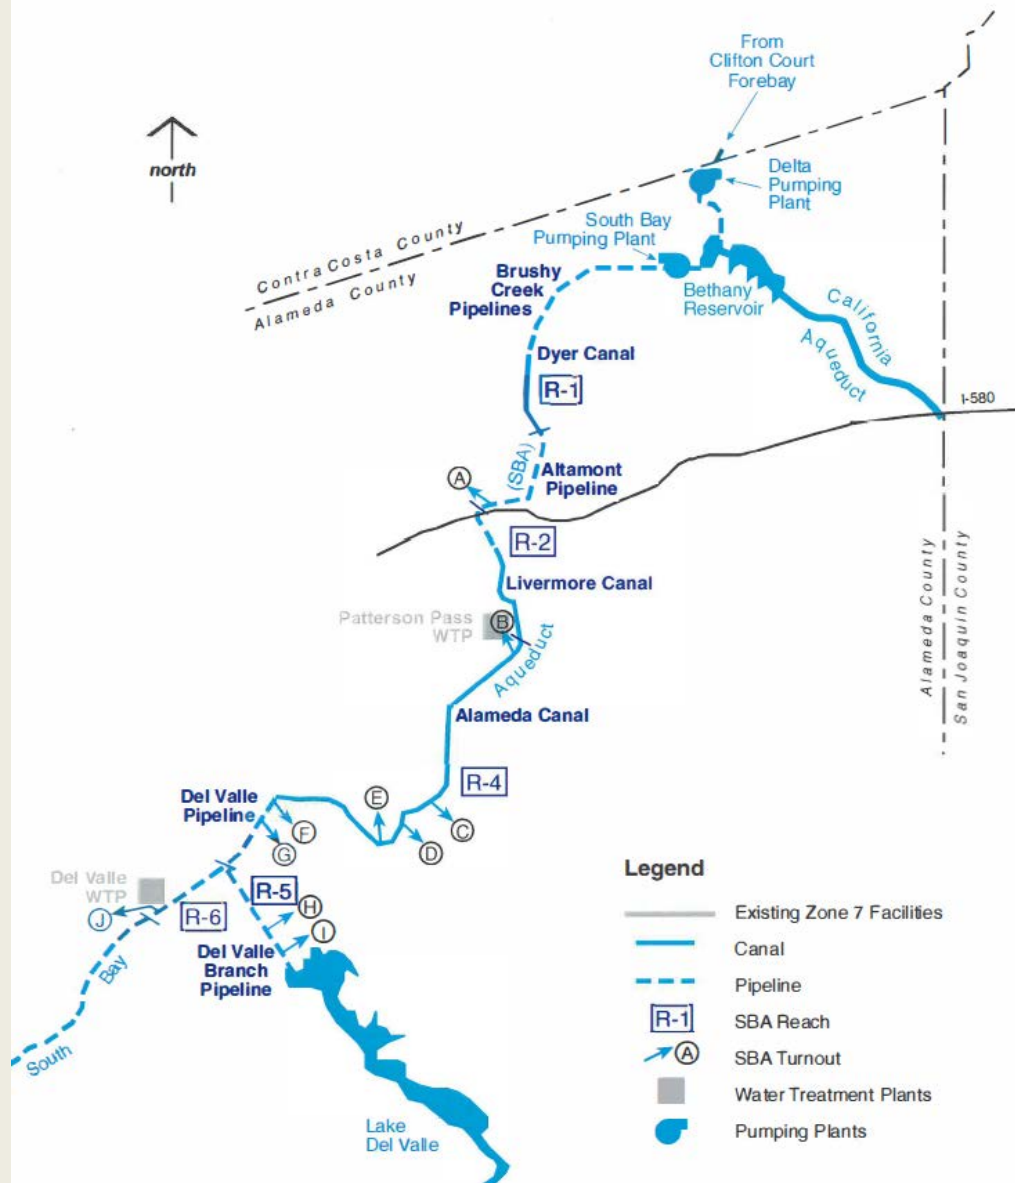 From
Clifton Court
Forebay
north
Delta
Pumping
Plant
South Bay
Pumping Plant
Contra Costa County
Alameda County
Brushy
Creek
Pipelines
Bethany
Reservoir
California
Aqueduct
Dyer Canal
R-1
I-580
(SBA)
Altamont
Pipeline
A
R-2
Livermore Canal
Patterson Pass
WTP
B
Aqueduct
Alameda County
San Joaquin County
Alameda Canal
R-4
Del Valle
Pipeline
E
F
C
G
D
Del Valle
WTP
R-5
H
J
R-6
I
Del Valle
Branch
Pipeline
Bay
South
Lake
Del Valle
Legend
Existing Zone 7 Facilities
Canal
Pipeline
R-1
SBA Reach
A
SBA Turnout
Water Treatment Plants
Pumping Plants